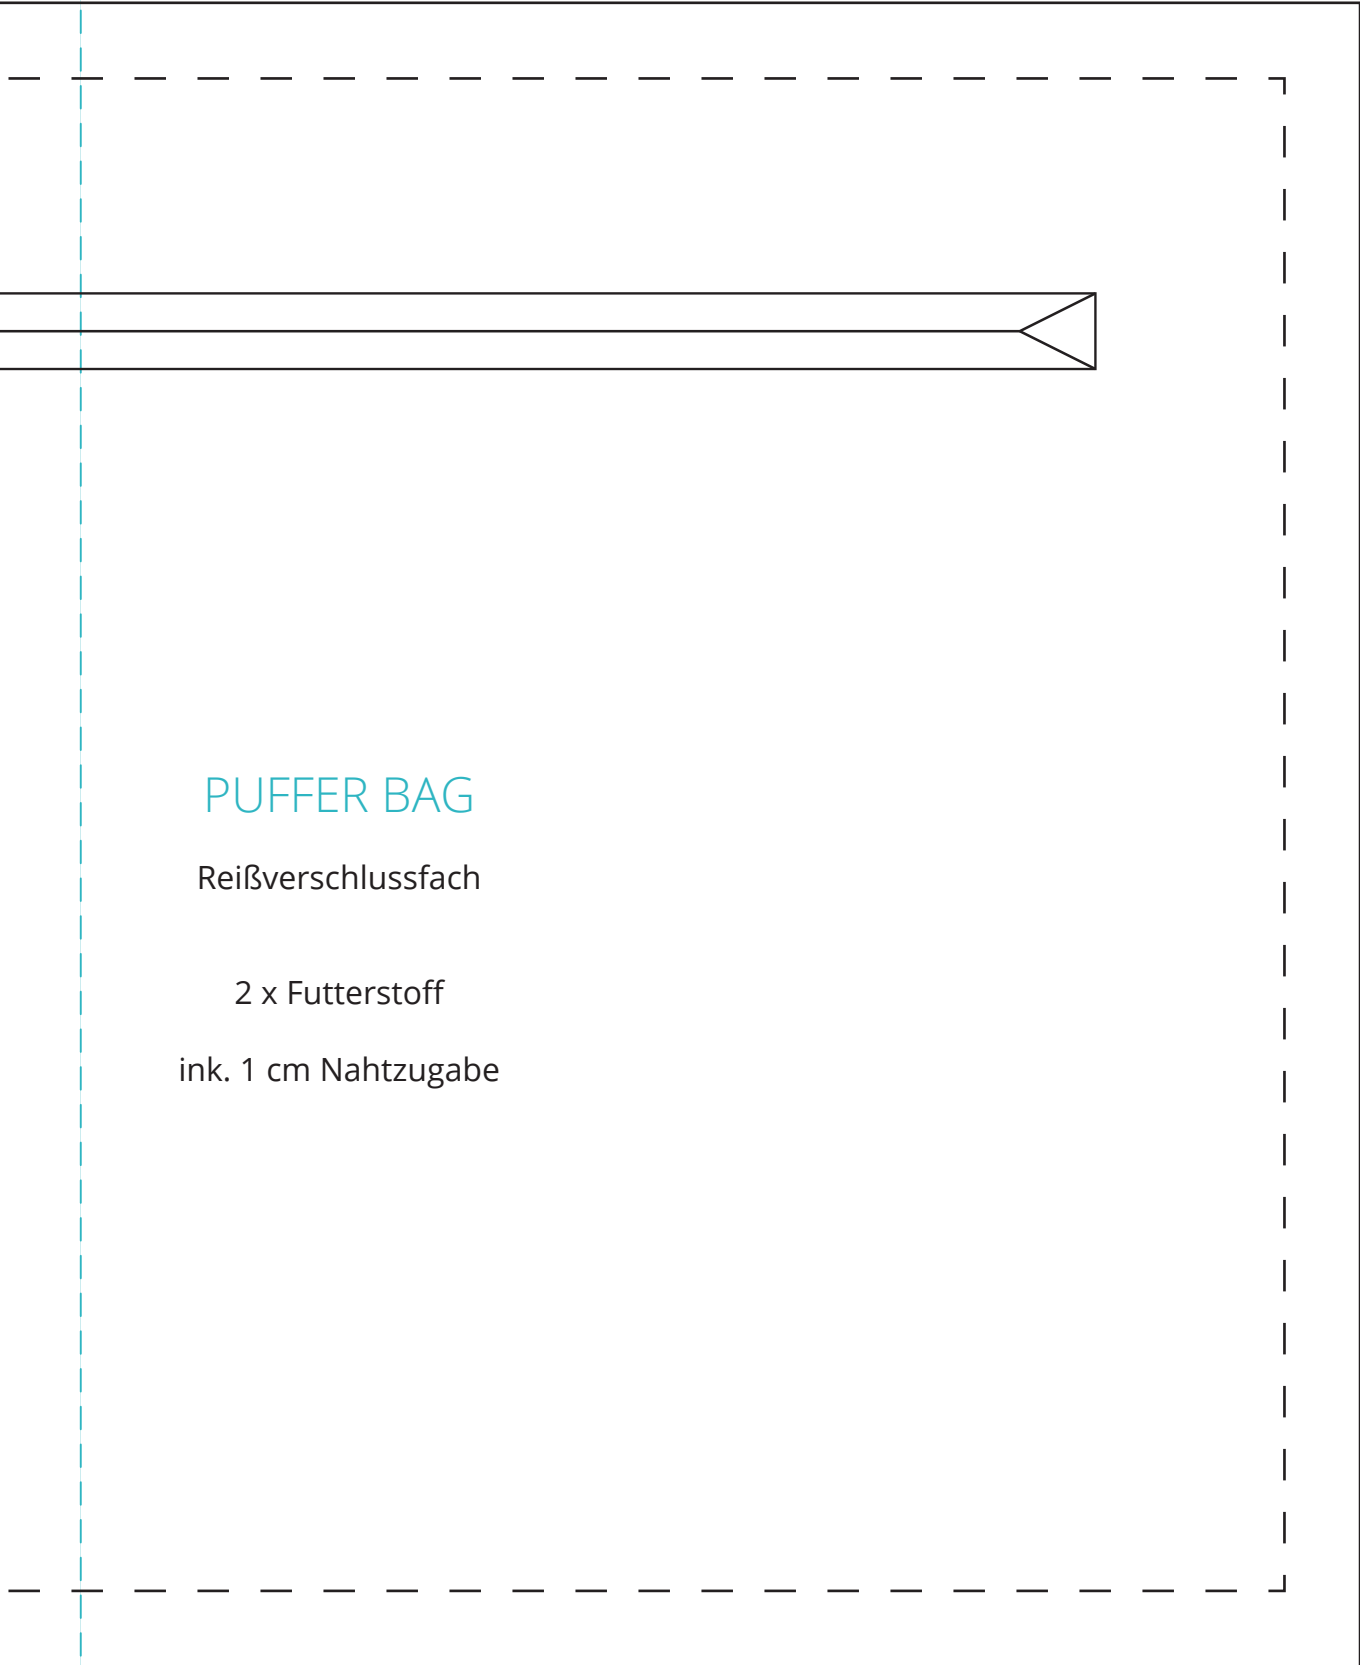 PUFFER BAG
Reißverschlussfach
2 x Futterstoff
ink. 1 cm Nahtzugabe